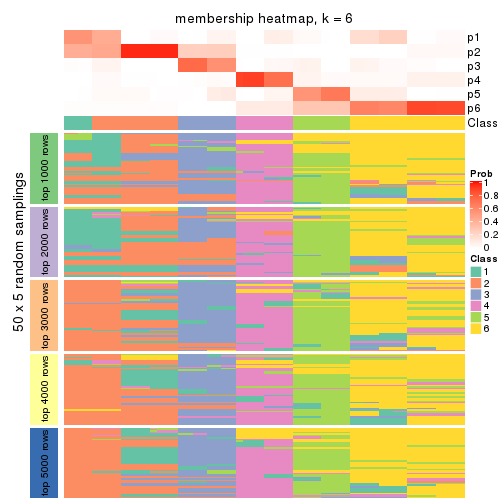 membership heatmap, k = 6
p1
p2
p3
p4
p5
p6
Class
50 x 5 random samplings
top 1000 rows
top 2000 rows
top 3000 rows
top 4000 rows
top 5000 rows
Prob
1
0.8
0.6
0.4
0.2
0
Class
1
2
3
4
5
6